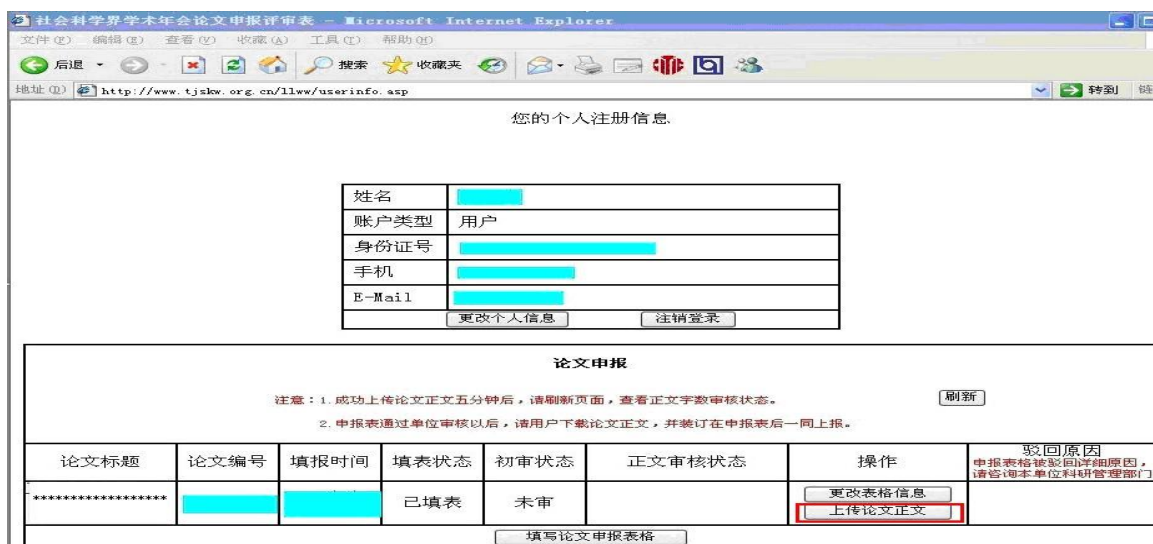 社会科学界学术年会论文申报评审表 - Microsoft Internet Explorer
文件(F) 编辑(E) 查看(V) 收藏(A) 工具(T) 帮助(H)
后退 搜索 收藏夹
地址(D) http://www.tjskw.org.cn/llww/userinfo.asp 转到 链
您的个人注册信息
姓名
账户类型 用户
身份证号
手机
E-Mail
更改个人信息 注销登录
论文申报
注意：1.成功上传论文正文五分钟后，请刷新页面，查看正文字数审核状态。 刷新
2.申报表通过单位审核以后，请用户下载论文正文，并装订在申报表后一同上报。
论文标题 论文编号 填报时间 填表状态 初审状态 正文审核状态 操作 驳回原因
申报表格被驳回详细原因，
请咨询本单位科研管理部门
****************** 已填表 未审 更改表格信息
上传论文正文
填写论文申报表格